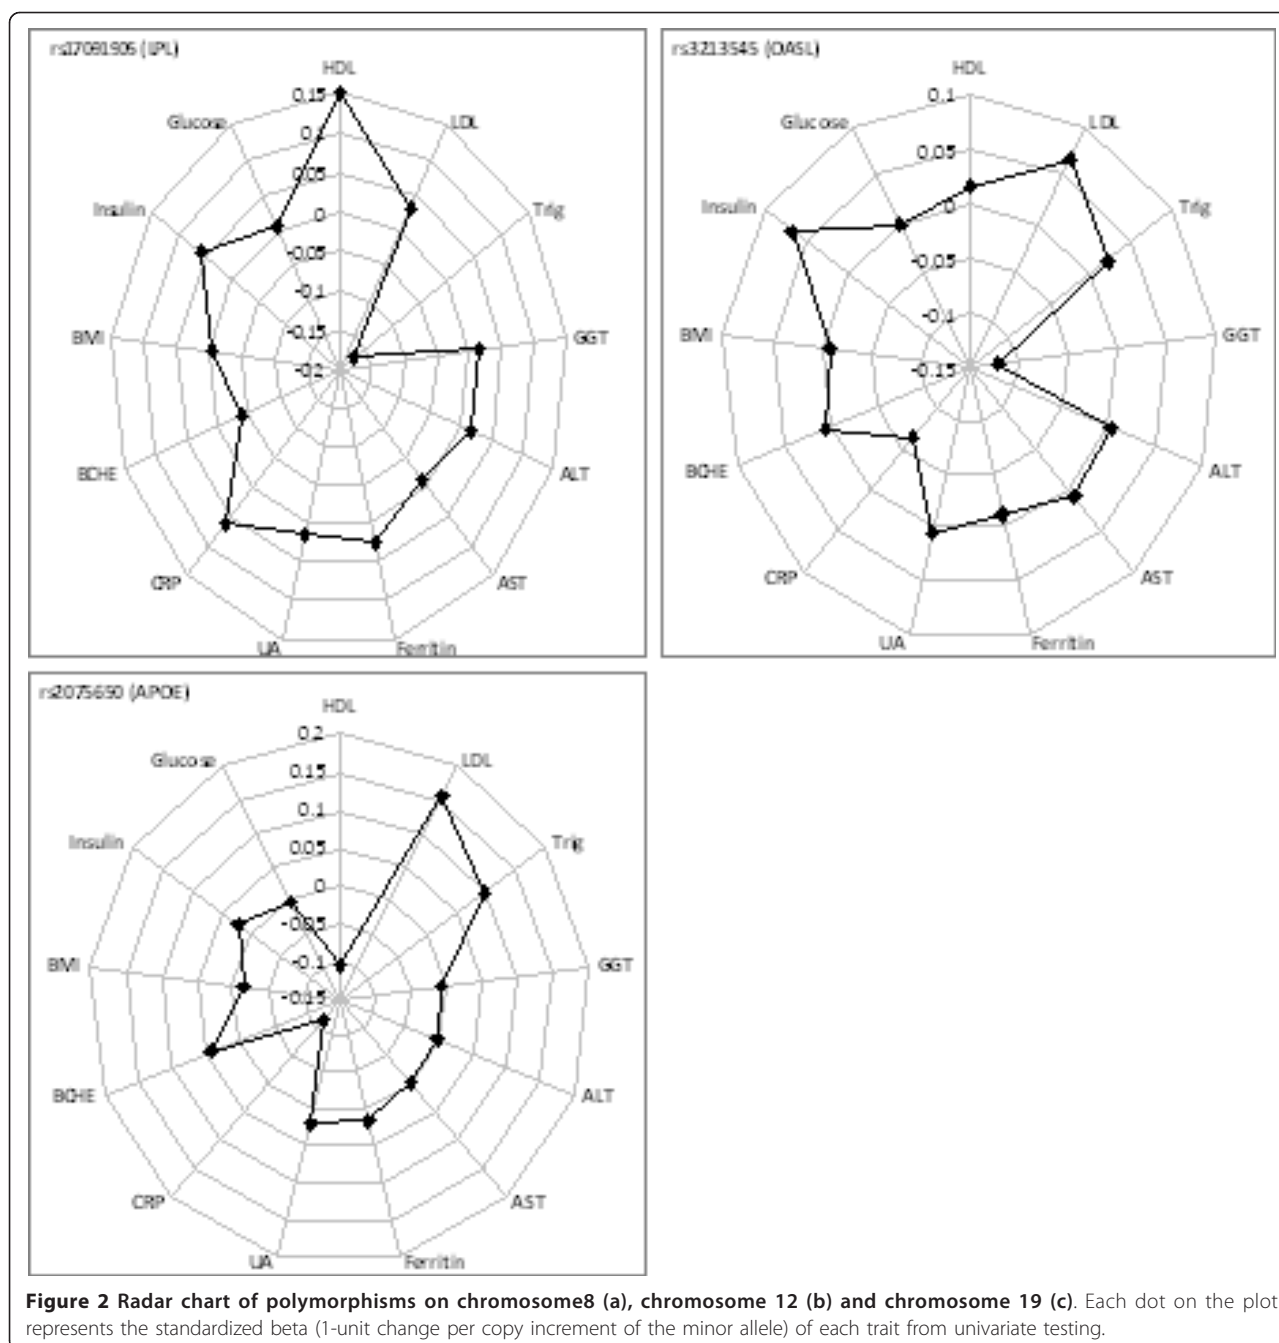 rs17091905 (LPL)
HDL
0.15
0.1
0.05
0
-0.05
-0.1
-0.15
-0.2
LDL
Trig
GGT
ALT
AST
Ferritin
UA
CRP
BCHE
BMI
Insulin
Glucose
rs3213545 (OASL)
HDL
0.1
0.05
0
-0.05
-0.1
-0.15
LDL
Trig
GGT
ALT
AST
Ferritin
UA
CRP
BCHE
BMI
Insulin
Glucose
rs2075650 (APOE)
HDL
0.2
0.15
0.1
0.05
0
-0.05
-0.1
-0.15
LDL
Trig
GGT
ALT
AST
Ferritin
UA
CRP
BCHE
BMI
Insulin
Glucose
Figure 2 Radar chart of polymorphisms on chromosome8 (a), chromosome 12 (b) and chromosome 19 (c). Each dot on the plot
represents the standardized beta (1-unit change per copy increment of the minor allele) of each trait from univariate testing.